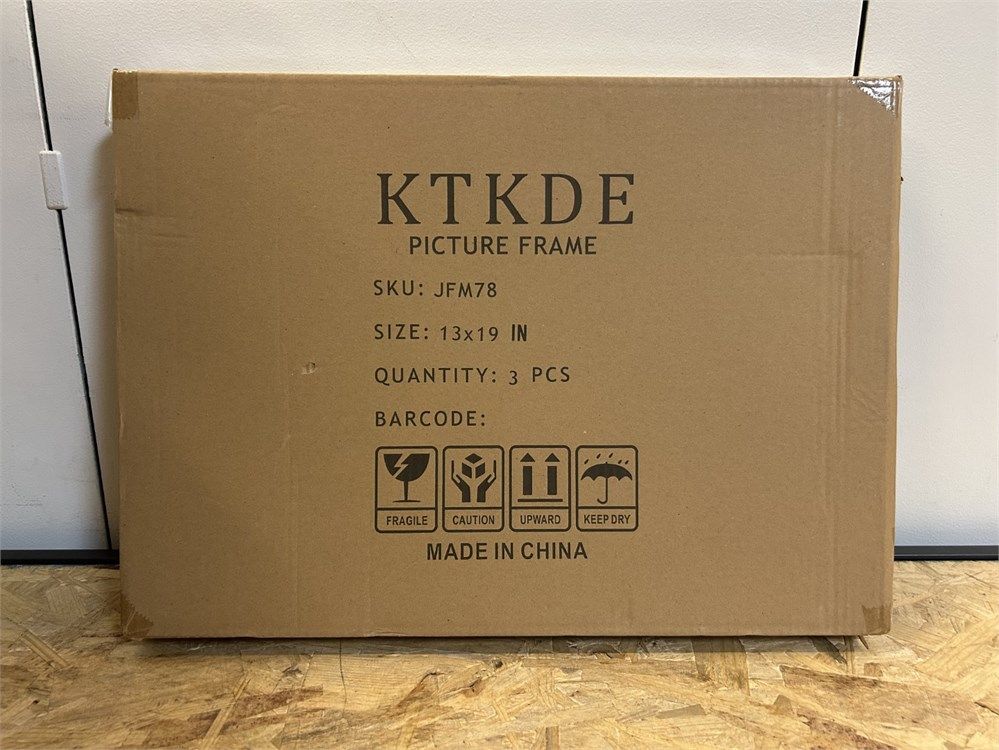 KTKDE
PICTURE FRAME
SKU: JFM78
SIZE: 13x19 IN
QUANTITY: 3 PCS
BARCODE:
FRAGILE CAUTION UPWARD KEEP DRY
MADE IN CHINA